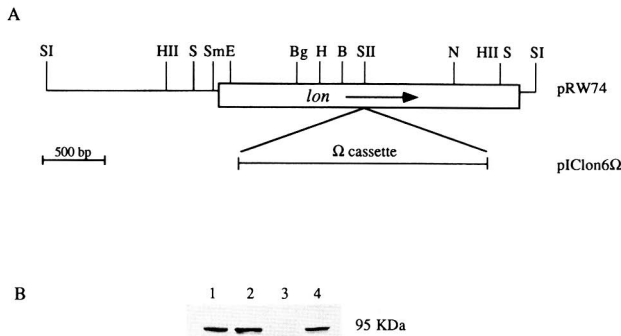 A
SI HII S SmE Bg H B SII N HII S SI
lon pRW74
500 bp Ω cassette pIClon6Ω
B 1 2 3 4
95 KDa